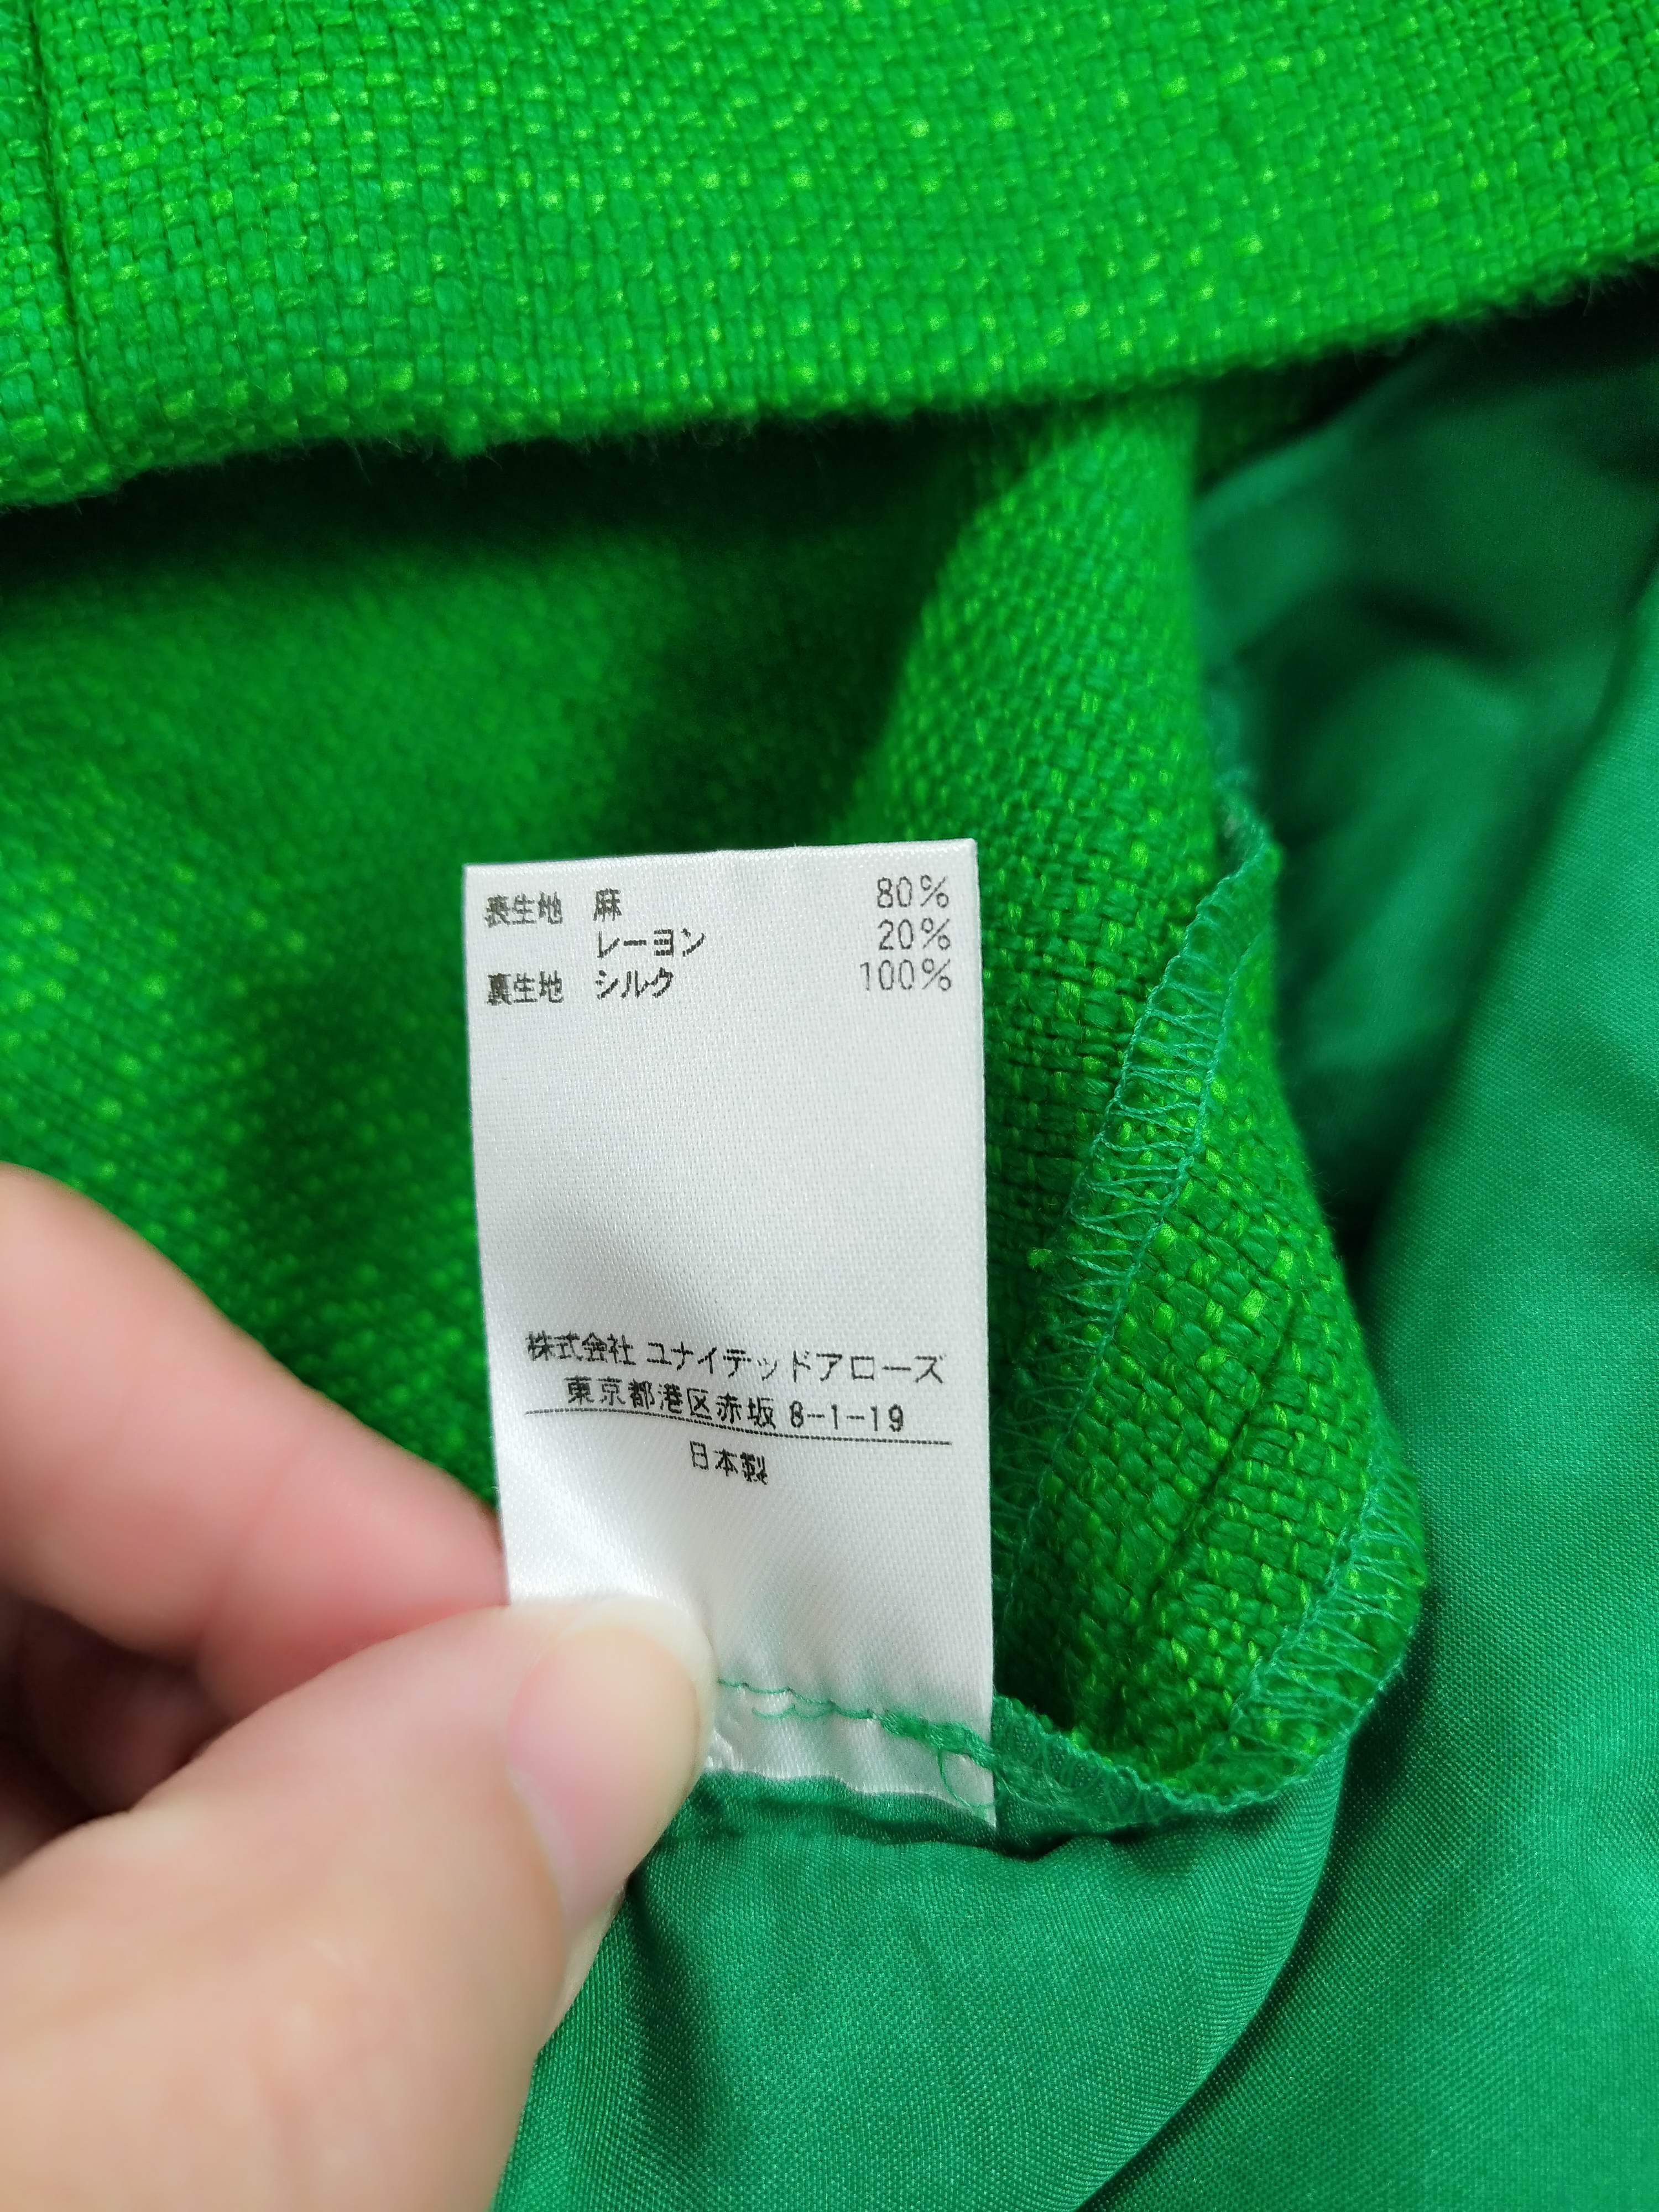 表生地 麻 80%
レーヨン 20%
裏生地 シルク 100%
株式会社 ユナイテッドアローズ
東京都港区赤坂 8-1-19
日本製